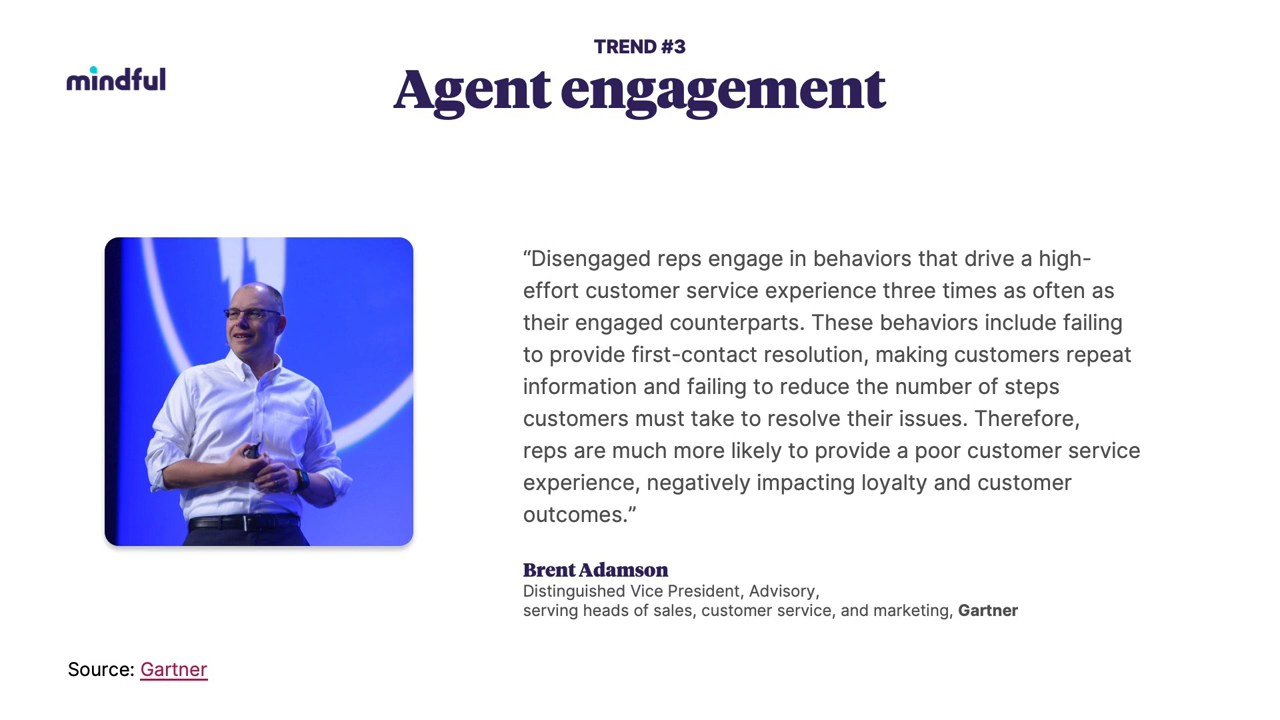 TREND #3
mindful
Agent engagement
“Disengaged reps engage in behaviors that drive a high-
effort customer service experience three times as often as
their engaged counterparts. These behaviors include failing
to provide first-contact resolution, making customers repeat
information and failing to reduce the number of steps
customers must take to resolve their issues. Therefore,
reps are much more likely to provide a poor customer service
experience, negatively impacting loyalty and customer
outcomes.”
Brent Adamson
Distinguished Vice President, Advisory,
serving heads of sales, customer service, and marketing, Gartner
Source: Gartner